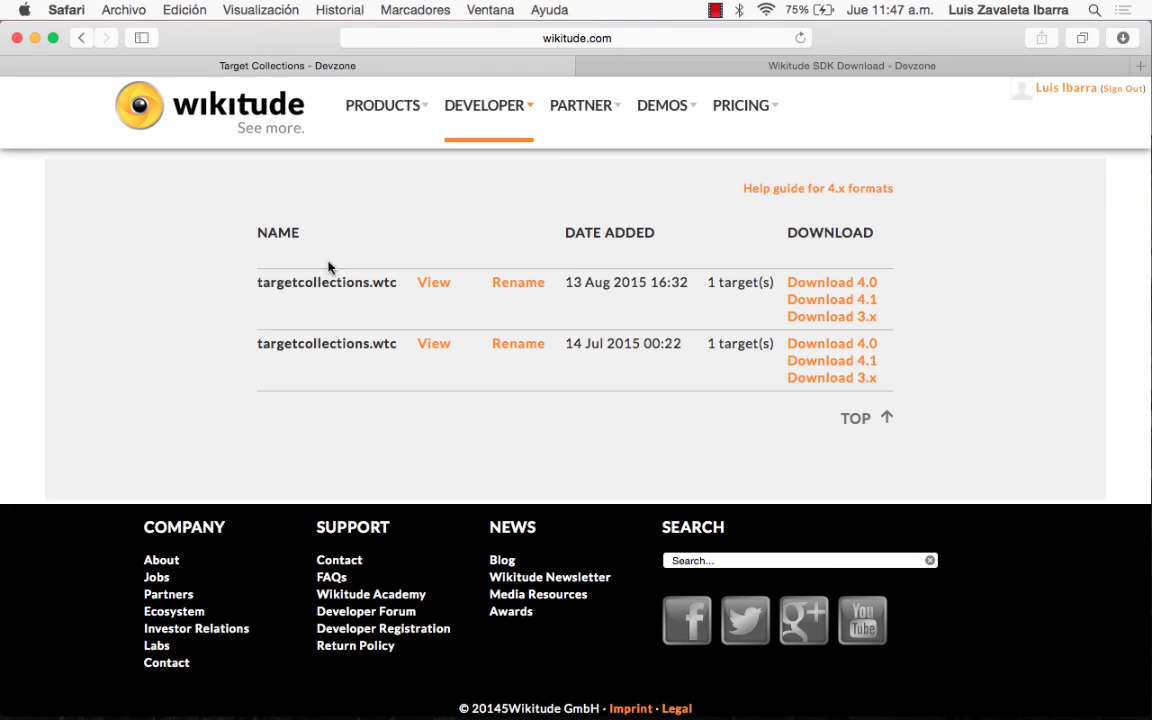 Safari Archivo Edición Visualización Historial Marcadores Ventana Ayuda 75% Jue 11:47 a.m. Luis Zavaleta Ibarra
wikitude.com
Target Collections - Devzone Wikitude SDK Download - Devzone
wikitude
See more.
PRODUCTS DEVELOPER PARTNER DEMOS PRICING
Luis Ibarra (Sign Out)
Help guide for 4.x formats
NAME DATE ADDED DOWNLOAD
targetcollections.wtc View Rename 13 Aug 2015 16:32 1 target(s) Download 4.0
Download 4.1
Download 3.x
targetcollections.wtc View Rename 14 Jul 2015 00:22 1 target(s) Download 4.0
Download 4.1
Download 3.x
TOP
COMPANY
About
Jobs
Partners
Ecosystem
Investor Relations
Labs
Contact
SUPPORT
Contact
FAQs
Wikitude Academy
Developer Forum
Developer Registration
Return Policy
NEWS
Blog
Wikitude Newsletter
Media Resources
Awards
SEARCH
Search...
f
g+
You
Tube
© 20145Wikitude GmbH · Imprint · Legal